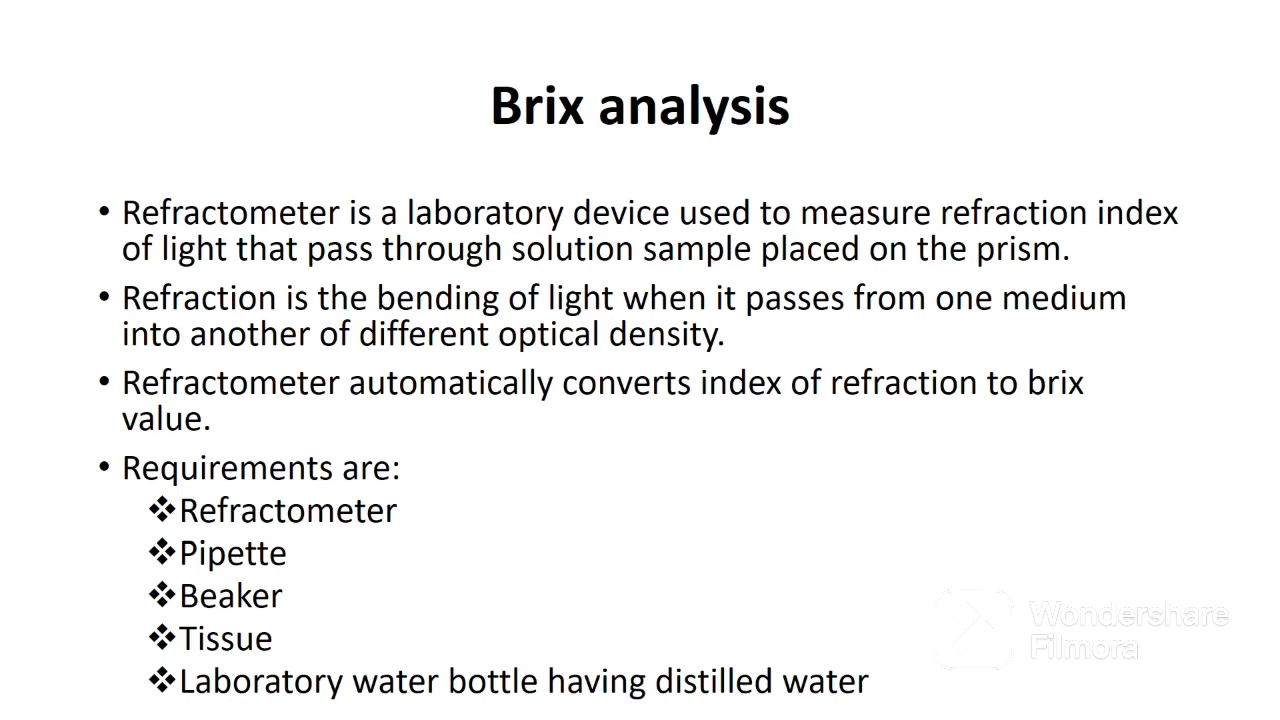 Brix analysis
• Refractometer is a laboratory device used to measure refraction index
of light that pass through solution sample placed on the prism.
• Refraction is the bending of light when it passes from one medium
into another of different optical density.
• Refractometer automatically converts index of refraction to brix
value.
• Requirements are:
❖Refractometer
❖Pipette
❖Beaker
❖Tissue
❖Laboratory water bottle having distilled water
Wondershare
Filmora